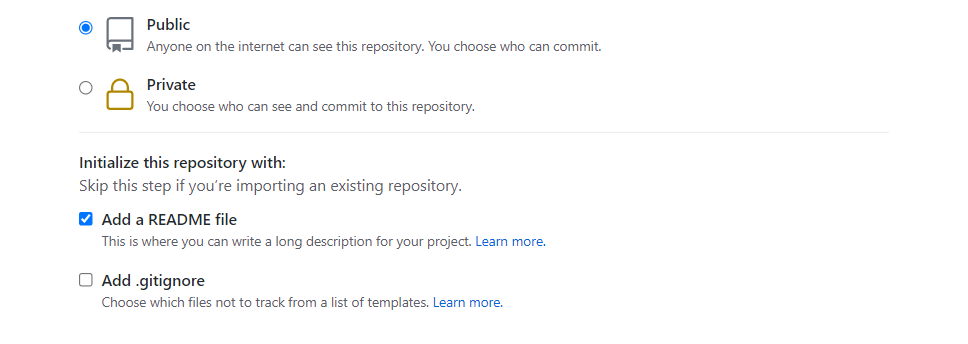 Public
Anyone on the internet can see this repository. You choose who can commit.
Private
You choose who can see and commit to this repository.
Initialize this repository with:
Skip this step if you’re importing an existing repository.
Add a README file
This is where you can write a long description for your project. Learn more.
Add .gitignore
Choose which files not to track from a list of templates. Learn more.